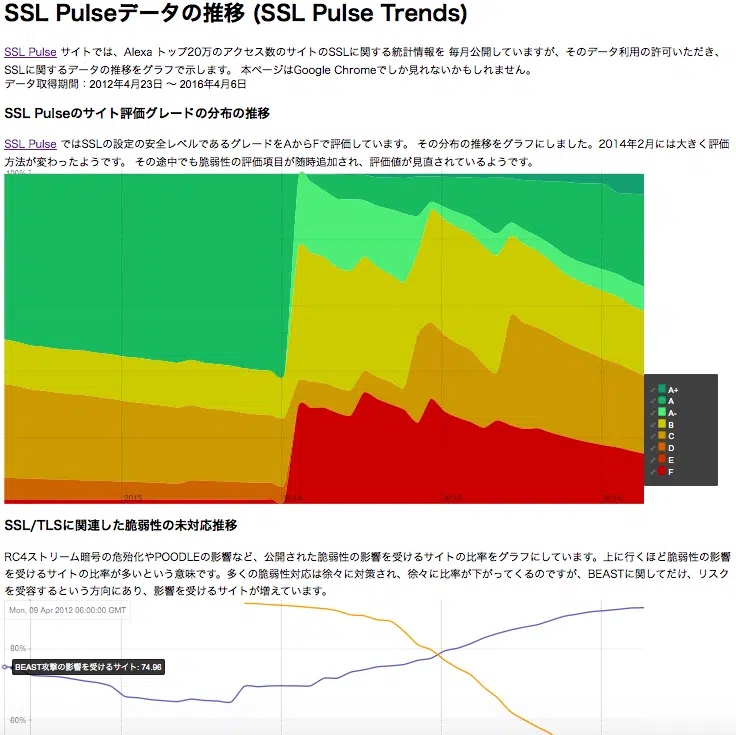 SSL Pulseデータの推移 (SSL Pulse Trends)
SSL Pulse サイトでは、Alexa トップ20万のアクセス数のサイトのSSLに関する統計情報を 毎月公開していますが、そのデータ利用の許可いただき、
SSLに関するデータの推移をグラフで示します。 本ページはGoogle Chromeでしか見れないかもしれません。
データ取得期間：2012年4月23日 〜 2016年4月6日
SSL Pulseのサイト評価グレードの分布の推移
SSL Pulse ではSSLの設定の安全レベルであるグレードをAからFで評価しています。 その分布の推移をグラフにしました。2014年2月には大きく評価
方法が変わったようです。 その途中でも脆弱性の評価項目が随時追加され、評価値が見直されているようです。
100%
✔ A+
✔ A
✔ A-
✔ B
✔ C
✔ D
✔ E
✔ F
2013
2014
2015
2016
SSL/TLSに関連した脆弱性の未対応推移
RC4ストリーム暗号の危殆化やPOODLEの影響など、公開された脆弱性の影響を受けるサイトの比率をグラフにしています。上に行くほど脆弱性の影響
を受けるサイトの比率が多いという意味です。多くの脆弱性対応は徐々に対策され、徐々に比率が下がってくるのですが、BEASTに関してだけ、リスク
を受容するという方向にあり、影響を受けるサイトが増えています。
Mon, 09 Apr 2012 06:00:00 GMT
80%
BEAST攻撃の影響を受けるサイト: 74.96
60%